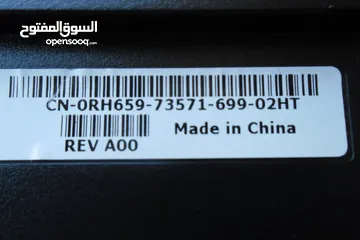 السوق المفتوح
opensooq.com
CN-0RH659-73571-699-02HT
Made in China
REV A00